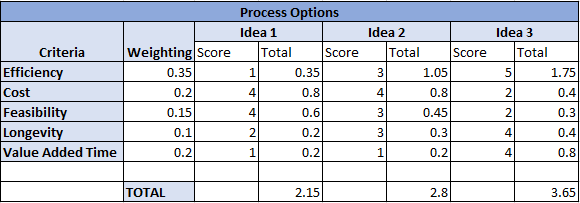 Process Options
Idea 1 Idea 2 Idea 3
Criteria Weighting Score Total Score Total Score Total
Efficiency 0.35 1 0.35 3 1.05 5 1.75
Cost 0.2 4 0.8 4 0.8 2 0.4
Feasibility 0.15 4 0.6 3 0.45 2 0.3
Longevity 0.1 2 0.2 3 0.3 4 0.4
Value Added Time 0.2 1 0.2 1 0.2 4 0.8
TOTAL 2.15 2.8 3.65